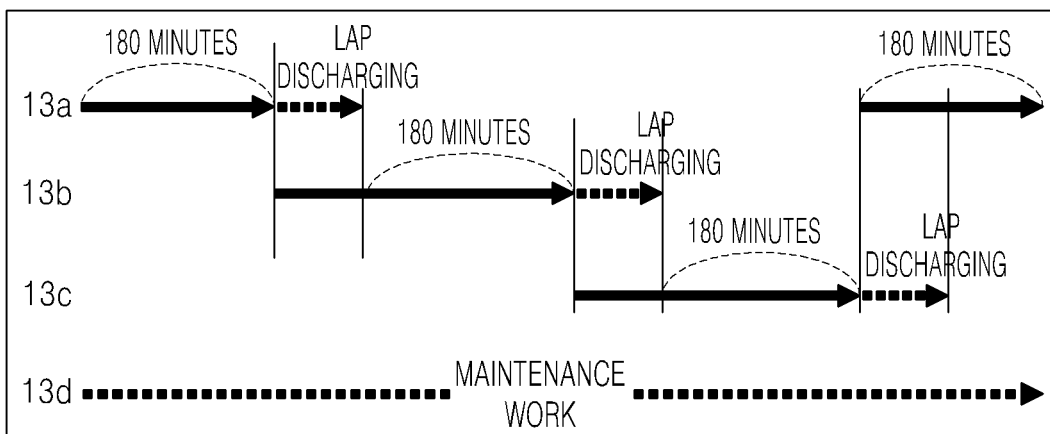 180 MINUTES
LAP
DISCHARGING
180 MINUTES
13a
180 MINUTES
LAP
DISCHARGING
13b
180 MINUTES
LAP
DISCHARGING
13c
13d
MAINTENANCE
WORK